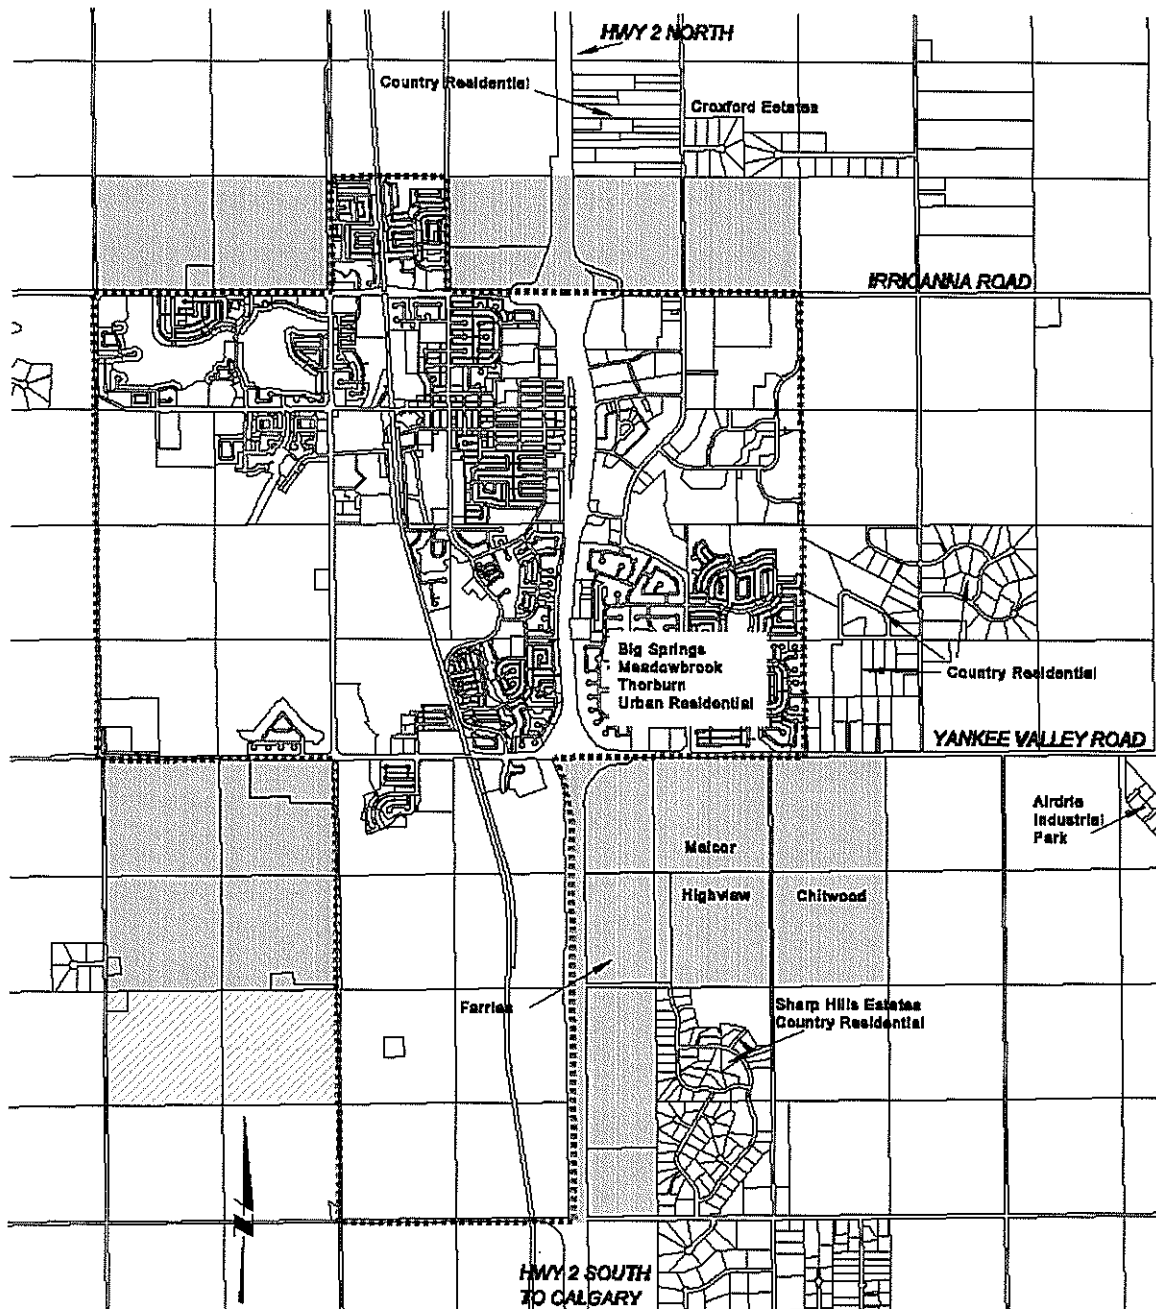 HWY 2 NORTH
Country Residential
Croxford Estates
IRRICANNA ROAD
Big Springs
Meadowbrook
Thorburn
Urban Residential
Country Residential
YANKEE VALLEY ROAD
Airdrie
Industrial
Park
Melcor
Highview
Chitwood
Farries
Sharp Hills Estates
Country Residential
HWY 2 SOUTH
TO CALGARY